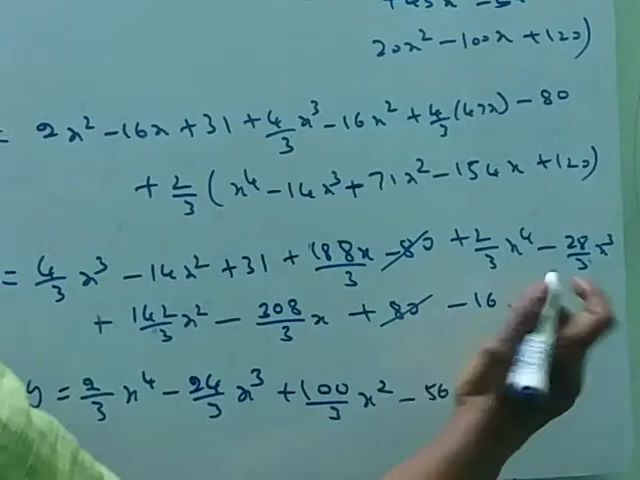 20x² - 100x + 120)
= 2x² - 16x + 31 + 4/3 x³ - 16x² + 4/3 (47x) - 80
+ 2/3 (x⁴ - 14x³ + 71x² - 154x + 120)
= 4/3 x³ - 14x² + 31 + 188x/3 - 80 + 2/3 x⁴ - 28/3 x³
+ 142/3 x² - 308/3 x + 80 - 16
y = 2/3 x⁴ - 24/3 x³ + 100/3 x² - 56